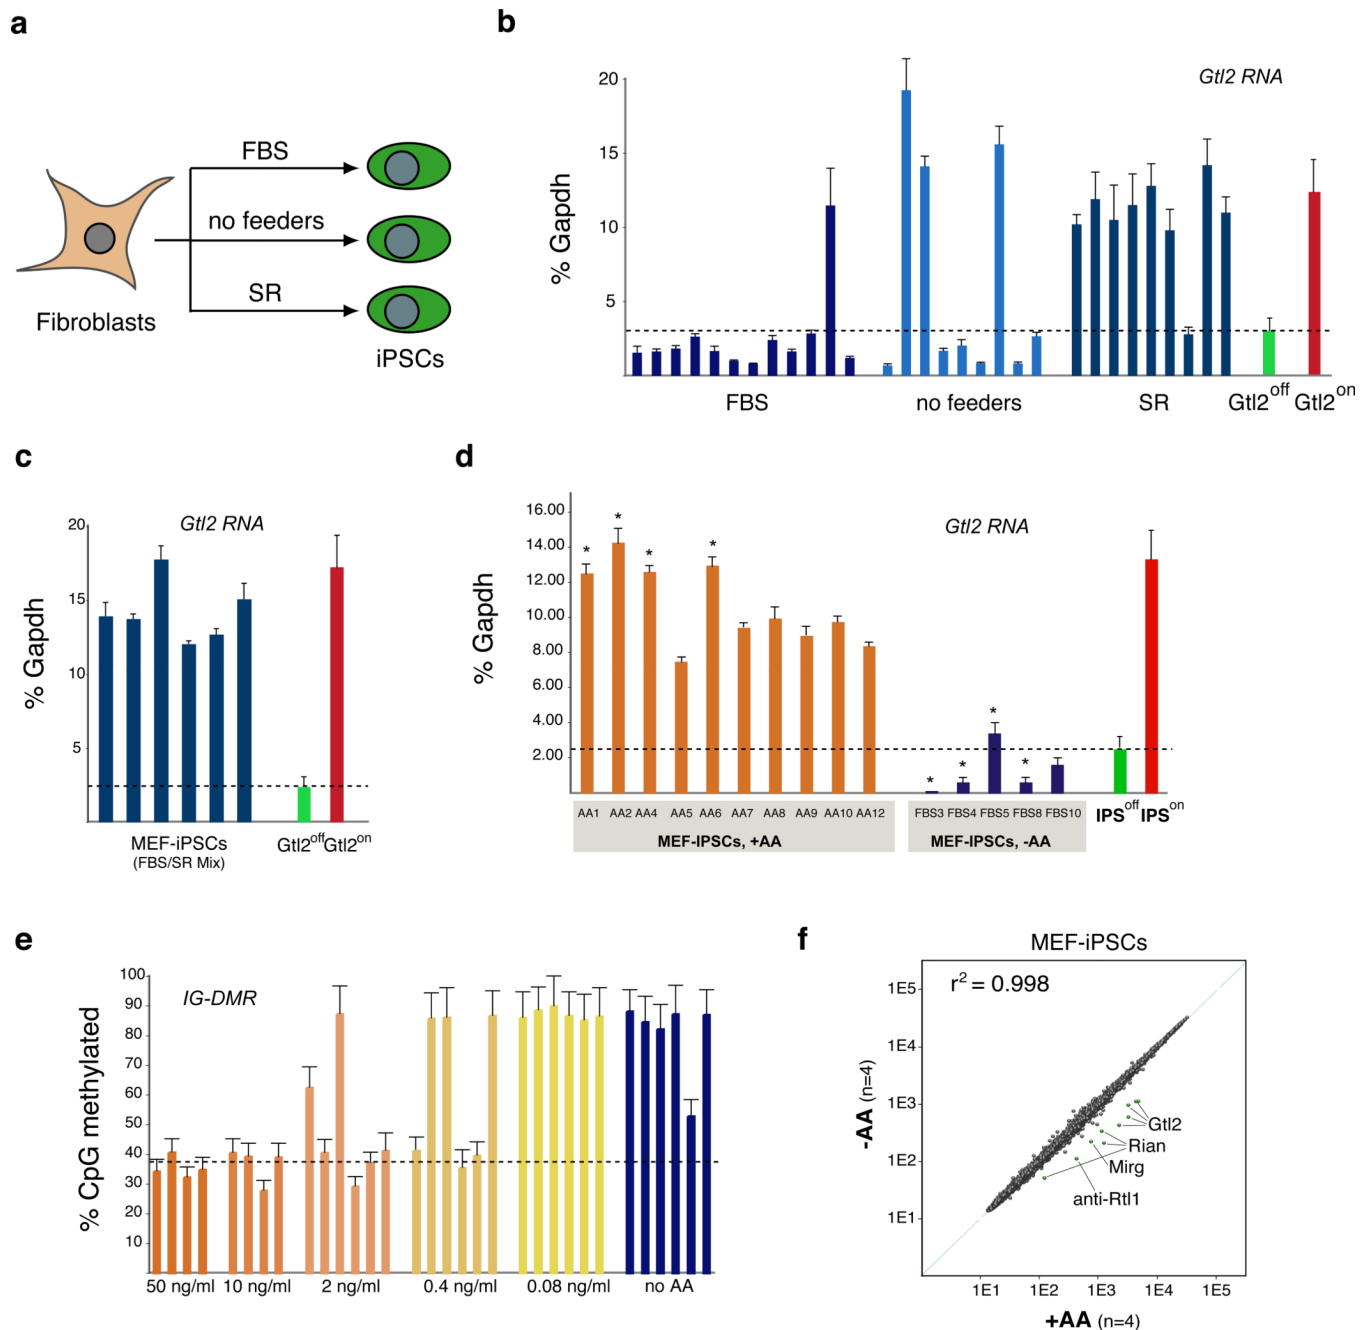 a
FBS
no feeders
SR
Fibroblasts
iPSCs
b
Gtl2 RNA
% Gapdh
20
15
10
5
FBS
no feeders
SR
Gtl2off
Gtl2on
c
Gtl2 RNA
% Gapdh
20
15
10
5
MEF-iPSCs
(FBS/SR Mix)
Gtl2off Gtl2on
d
Gtl2 RNA
% Gapdh
16.00
14.00
12.00
10.00
8.00
6.00
4.00
2.00
* * * *
* * * *
AA1 AA2 AA4 AA5 AA6 AA7 AA8 AA9 AA10 AA12
MEF-IPSCs, +AA
FBS3 FBS4 FBS5 FBS8 FBS10
MEF-IPSCs, -AA
IPSoff IPSon
e
IG-DMR
% CpG methylated
100
90
80
70
60
50
40
30
20
10
50 ng/ml 10 ng/ml 2 ng/ml 0.4 ng/ml 0.08 ng/ml no AA
f
MEF-iPSCs
r2 = 0.998
-AA (n=4)
1E5
1E4
1E3
1E2
1E1
Gtl2
Rian
Mirg
anti-Rtl1
1E1 1E2 1E3 1E4 1E5
+AA (n=4)